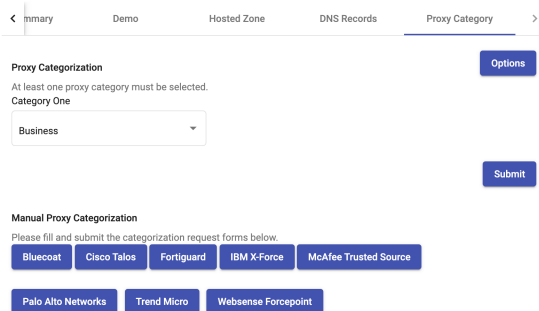 Demo Hosted Zone DNS Records Proxy Category
Proxy Categorization
Options
At least one proxy category must be selected.
Category One
Business
Submit
Manual Proxy Categorization
Please fill and submit the categorization request forms below.
Bluecoat Cisco Talos Fortiguard IBM X-Force McAfee Trusted Source
Palo Alto Networks Trend Micro Websense Forcepoint